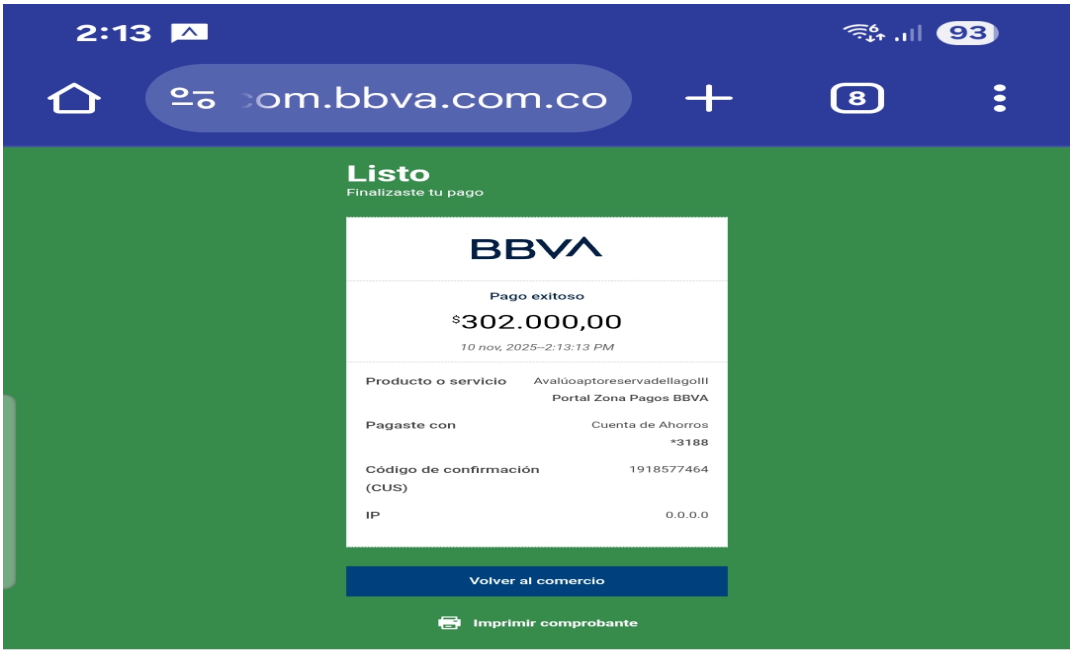 2:13
6
93
om.bbva.com.co
8
Listo
Finalizaste tu pago
BBVA
Pago exitoso
$302.000,00
10 nov, 2025--2:13:13 PM
Producto o servicio AvalúoaptoreservadellagoIII
Portal Zona Pagos BBVA
Pagaste con Cuenta de Ahorros
*3188
Código de confirmación 1918577464
(CUS)
IP 0.0.0.0
Volver al comercio
Imprimir comprobante